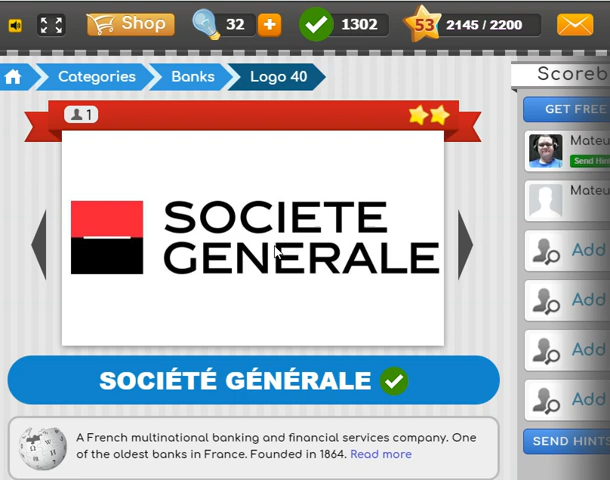 Shop
32
1302
53
2145 / 2200
Categories
Banks
Logo 40
Scoreb
1
GET FREE
Mateu
Send Hin
Mateu
SOCIETE
GENERALE
Add
Add
Add
Add
SOCIÉTÉ GÉNÉRALE
A French multinational banking and financial services company. One
of the oldest banks in France. Founded in 1864. Read more
SEND HINTS